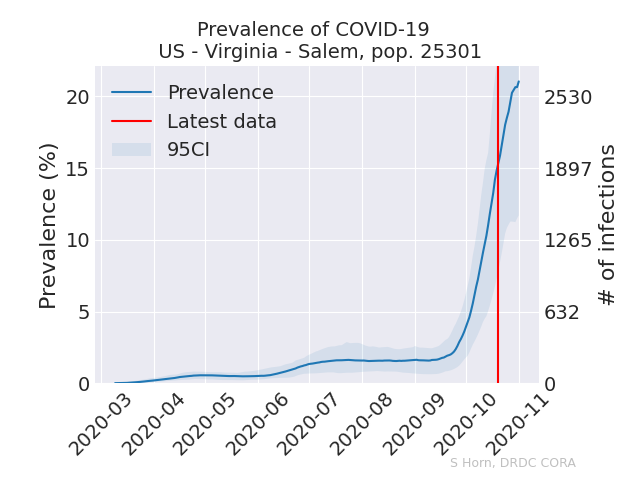 Prevalence of COVID-19
US - Virginia - Salem, pop. 25301
Prevalence
Latest data
95CI
Prevalence (%)
20
15
10
5
0
2530
1897
1265
632
0
# of infections
2020-03
2020-04
2020-05
2020-06
2020-07
2020-08
2020-09
2020-10
2020-11
S Horn, DRDC CORA